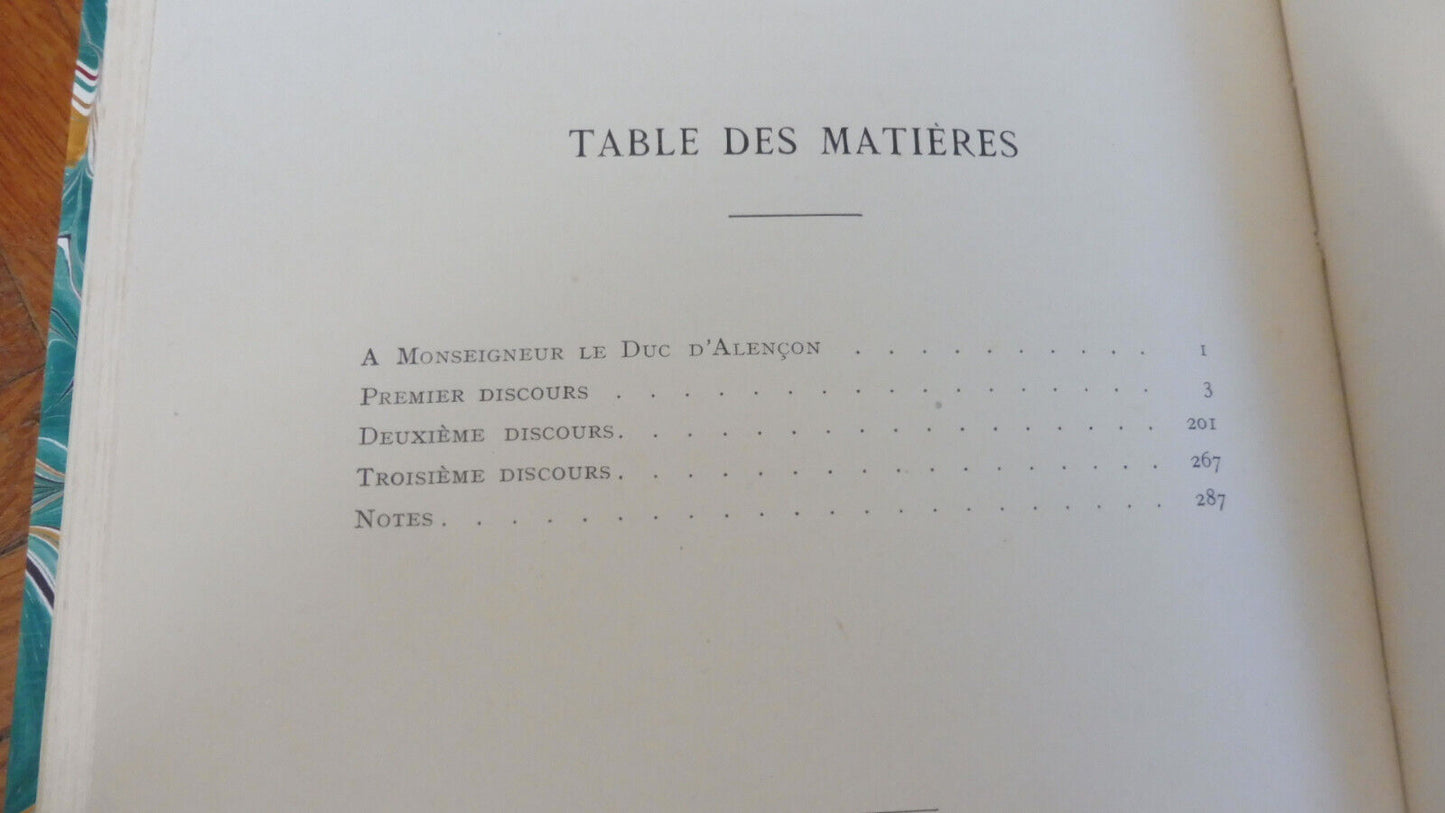 TABLE DES MATIÈRES
A MONSEIGNEUR LE DUC D'ALENÇON . . . . . . . . . . 1
PREMIER DISCOURS . . . . . . . . . . . . . . . . . 3
DEUXIÈME DISCOURS. . . . . . . . . . . . . . . . . 201
TROISIÈME DISCOURS. . . . . . . . . . . . . . . . . 267
NOTES. . . . . . . . . . . . . . . . . . . . . . 287